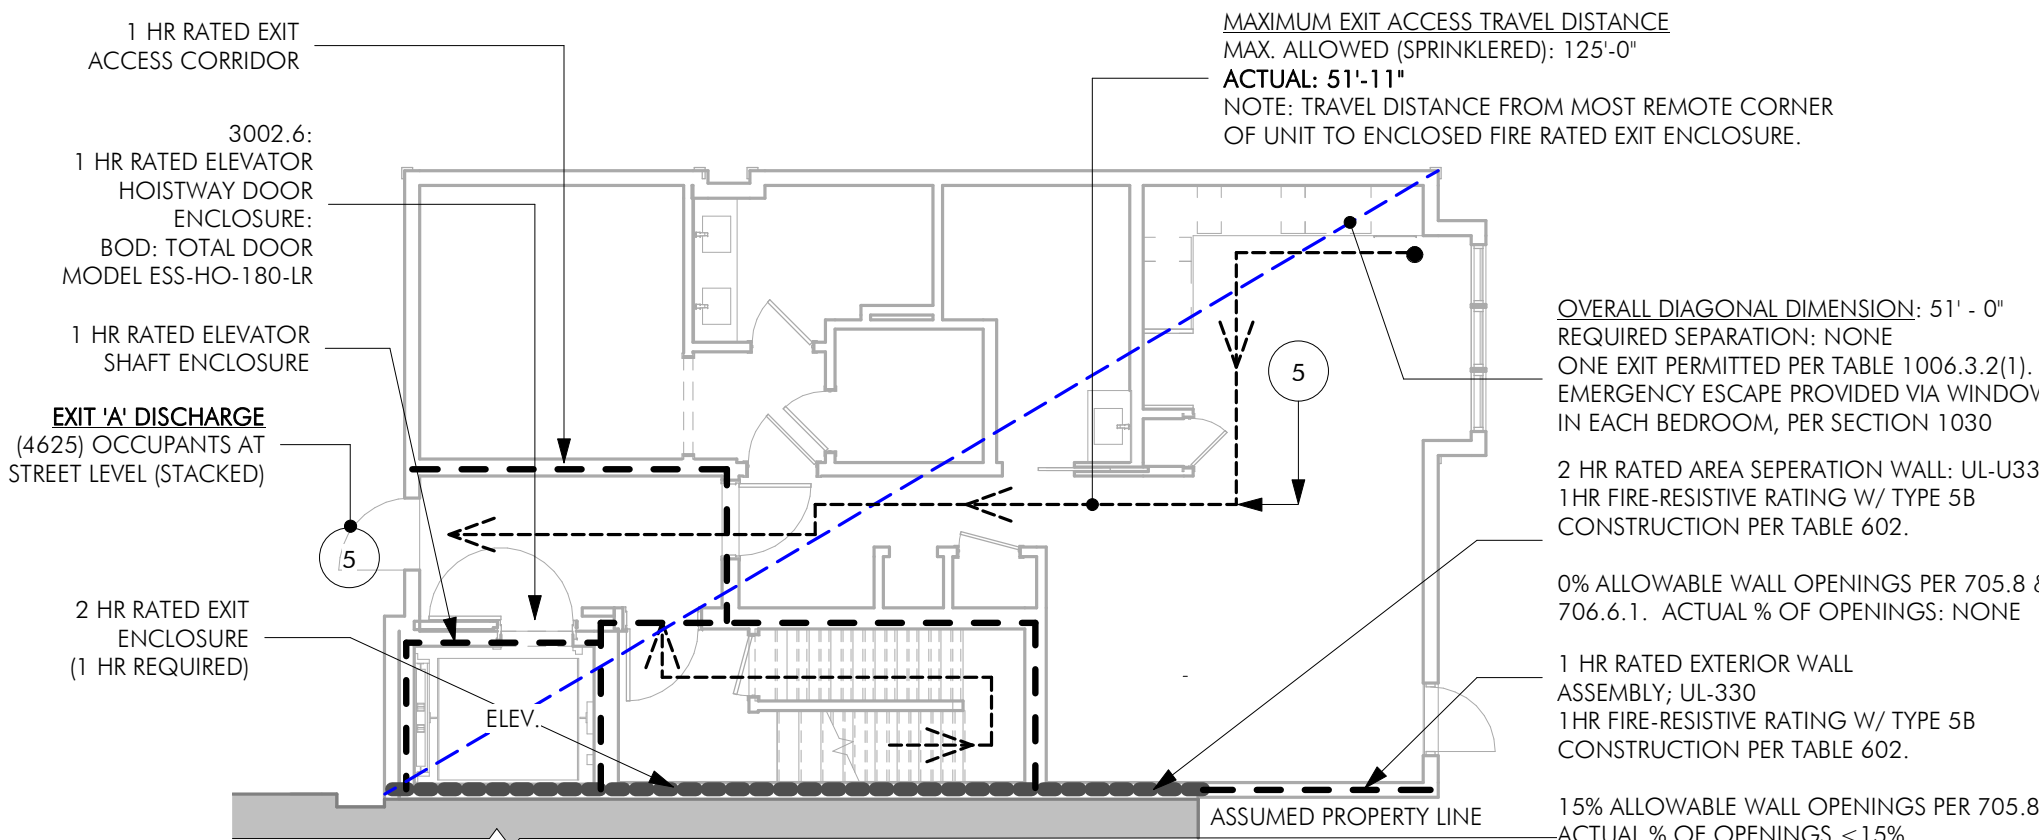 1 HR RATED EXIT
ACCESS CORRIDOR
3002.6:
1 HR RATED ELEVATOR
HOISTWAY DOOR
ENCLOSURE:
BOD: TOTAL DOOR
MODEL ESS-HO-180-LR
1 HR RATED ELEVATOR
SHAFT ENCLOSURE
EXIT 'A' DISCHARGE
(4625) OCCUPANTS AT
STREET LEVEL (STACKED)
5
2 HR RATED EXIT
ENCLOSURE
(1 HR REQUIRED)
ELEV.
MAXIMUM EXIT ACCESS TRAVEL DISTANCE
MAX. ALLOWED (SPRINKLERED): 125'-0"
ACTUAL: 51'-11"
NOTE: TRAVEL DISTANCE FROM MOST REMOTE CORNER
OF UNIT TO ENCLOSED FIRE RATED EXIT ENCLOSURE.
5
-
OVERALL DIAGONAL DIMENSION: 51' - 0"
REQUIRED SEPARATION: NONE
ONE EXIT PERMITTED PER TABLE 1006.3.2(1).
EMERGENCY ESCAPE PROVIDED VIA WINDOW
IN EACH BEDROOM, PER SECTION 1030
2 HR RATED AREA SEPERATION WALL: UL-U33
1HR FIRE-RESISTIVE RATING W/ TYPE 5B
CONSTRUCTION PER TABLE 602.
0% ALLOWABLE WALL OPENINGS PER 705.8 &
706.6.1. ACTUAL % OF OPENINGS: NONE
1 HR RATED EXTERIOR WALL
ASSEMBLY; UL-330
1HR FIRE-RESISTIVE RATING W/ TYPE 5B
CONSTRUCTION PER TABLE 602.
15% ALLOWABLE WALL OPENINGS PER 705.8
ACTUAL % OF OPENINGS <15%
ASSUMED PROPERTY LINE